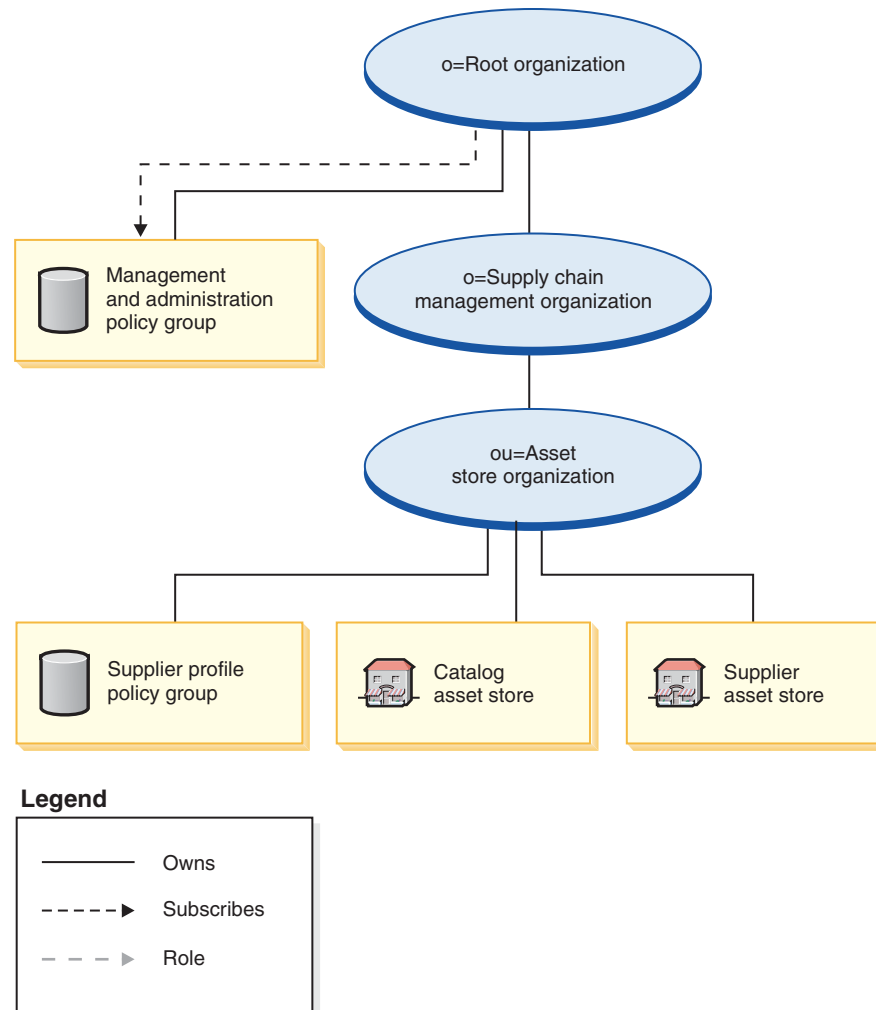 o=Root organization
Management
and administration
policy group
o=Supply chain
management organization
ou=Asset
store organization
Supplier profile
policy group
Catalog
asset store
Supplier
asset store
Legend
Owns
Subscribes
Role